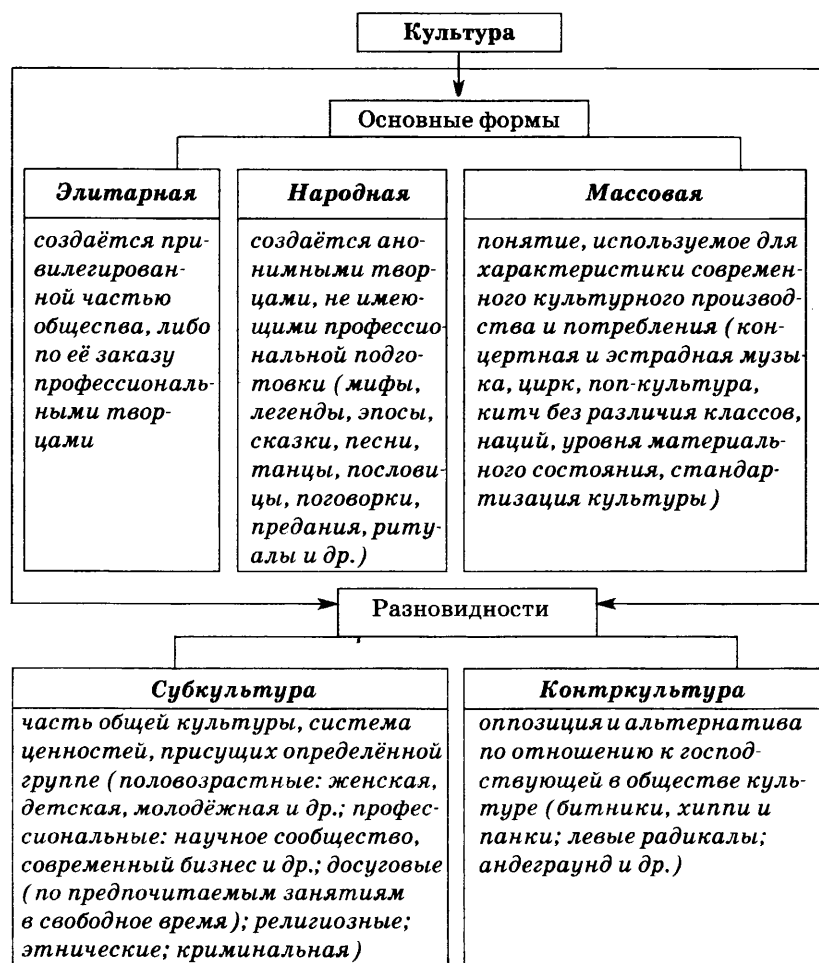 Культура
Основные формы
Элитарная
создаётся при-
вилегирован-
ной частью
общества, либо
по её заказу
профессиональ-
ными твор-
цами
Народная
создаётся ано-
нимными твор-
цами, не имею-
щими профессио-
нальной подго-
товки (мифы,
легенды, эпосы,
сказки, песни,
танцы, послови-
цы, поговорки,
предания, риту-
алы и др.)
Массовая
понятие, используемое для
характеристики современ-
ного культурного производ-
ства и потребления (кон-
цертная и эстрадная музы-
ка, цирк, поп-культура,
китч без различия классов,
наций, уровня материаль-
ного состояния, стандар-
тизация культуры)
Разновидности
Субкультура
часть общей культуры, система
ценностей, присущих определённой
группе (половозрастные: женская,
детская, молодёжная и др.; профес-
сиональные: научное сообщество,
современный бизнес и др.; досуговые
(по предпочитаемым занятиям
в свободное время); религиозные;
этнические; криминальная)
Контркультура
оппозиция и альтернатива
по отношению к господ-
ствующей в обществе куль-
туре (битники, хиппи и
панки; левые радикалы;
андеграунд и др.)